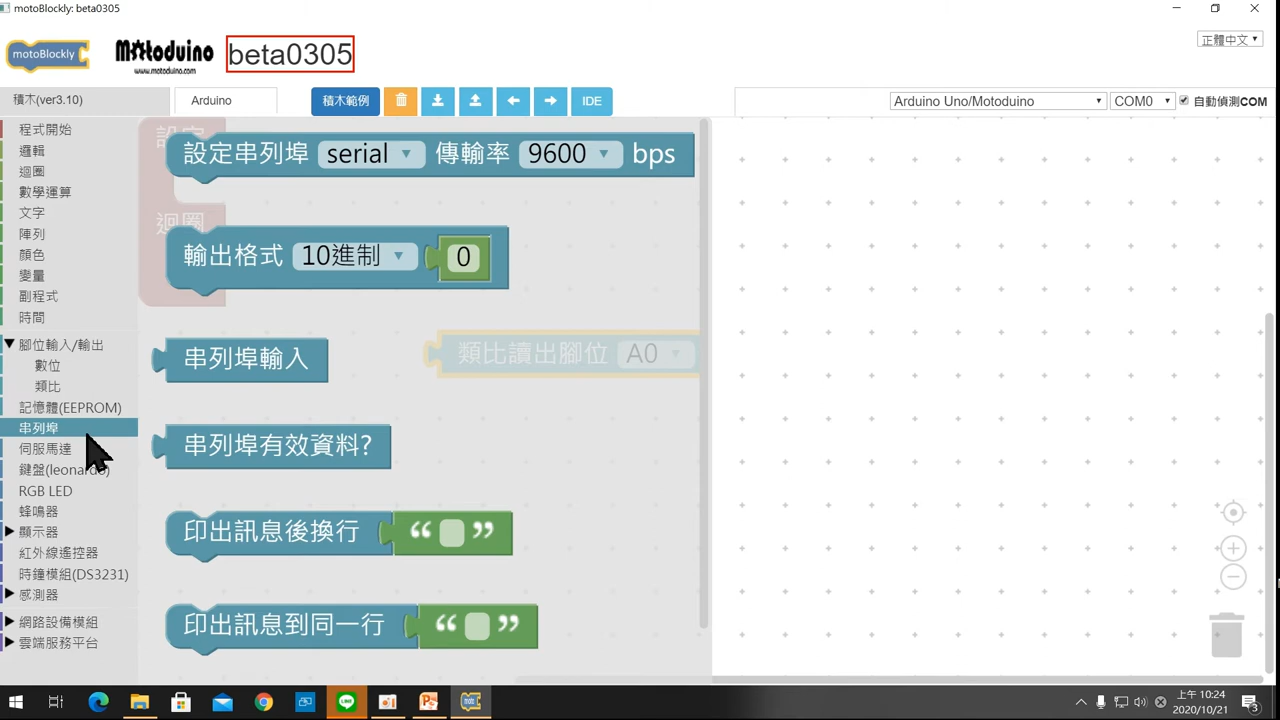 motoBlockly: beta0305
motoBlockly
Motoduino
www.motoduino.com
beta0305
正體中文
積木(ver3.10)
Arduino
積木範例
IDE
Arduino Uno/Motoduino
COM0
自動偵測COM
程式開始
邏輯
迴圈
數學運算
文字
陣列
顏色
變量
副程式
時間
腳位輸入/輸出
數位
類比
記憶體(EEPROM)
串列埠
伺服馬達
鍵盤(leonardo)
RGB LED
蜂鳴器
顯示器
紅外線遙控器
時鐘模組(DS3231)
感測器
網路設備模組
雲端服務平台
設定
設定串列埠 serial 傳輸率 9600 bps
迴圈
輸出格式 10進制 0
類比讀出腳位 A0
串列埠輸入
串列埠有效資料?
印出訊息後換行 “ ”
印出訊息到同一行 “ ”
上午 10:24
2020/10/21
3